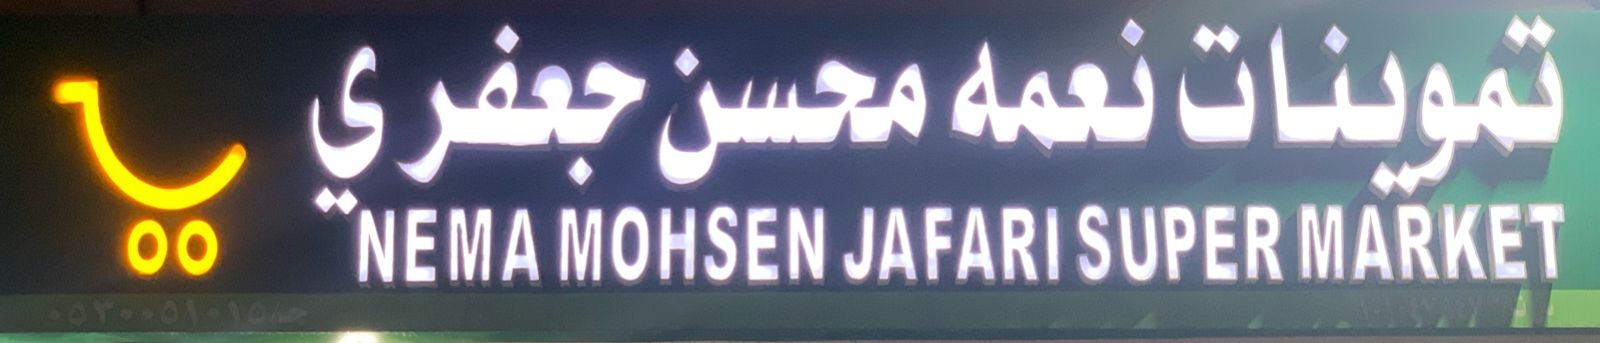 تموينات نعمه محسن جعفري
NEMA MOHSEN JAFARI SUPER MARKET